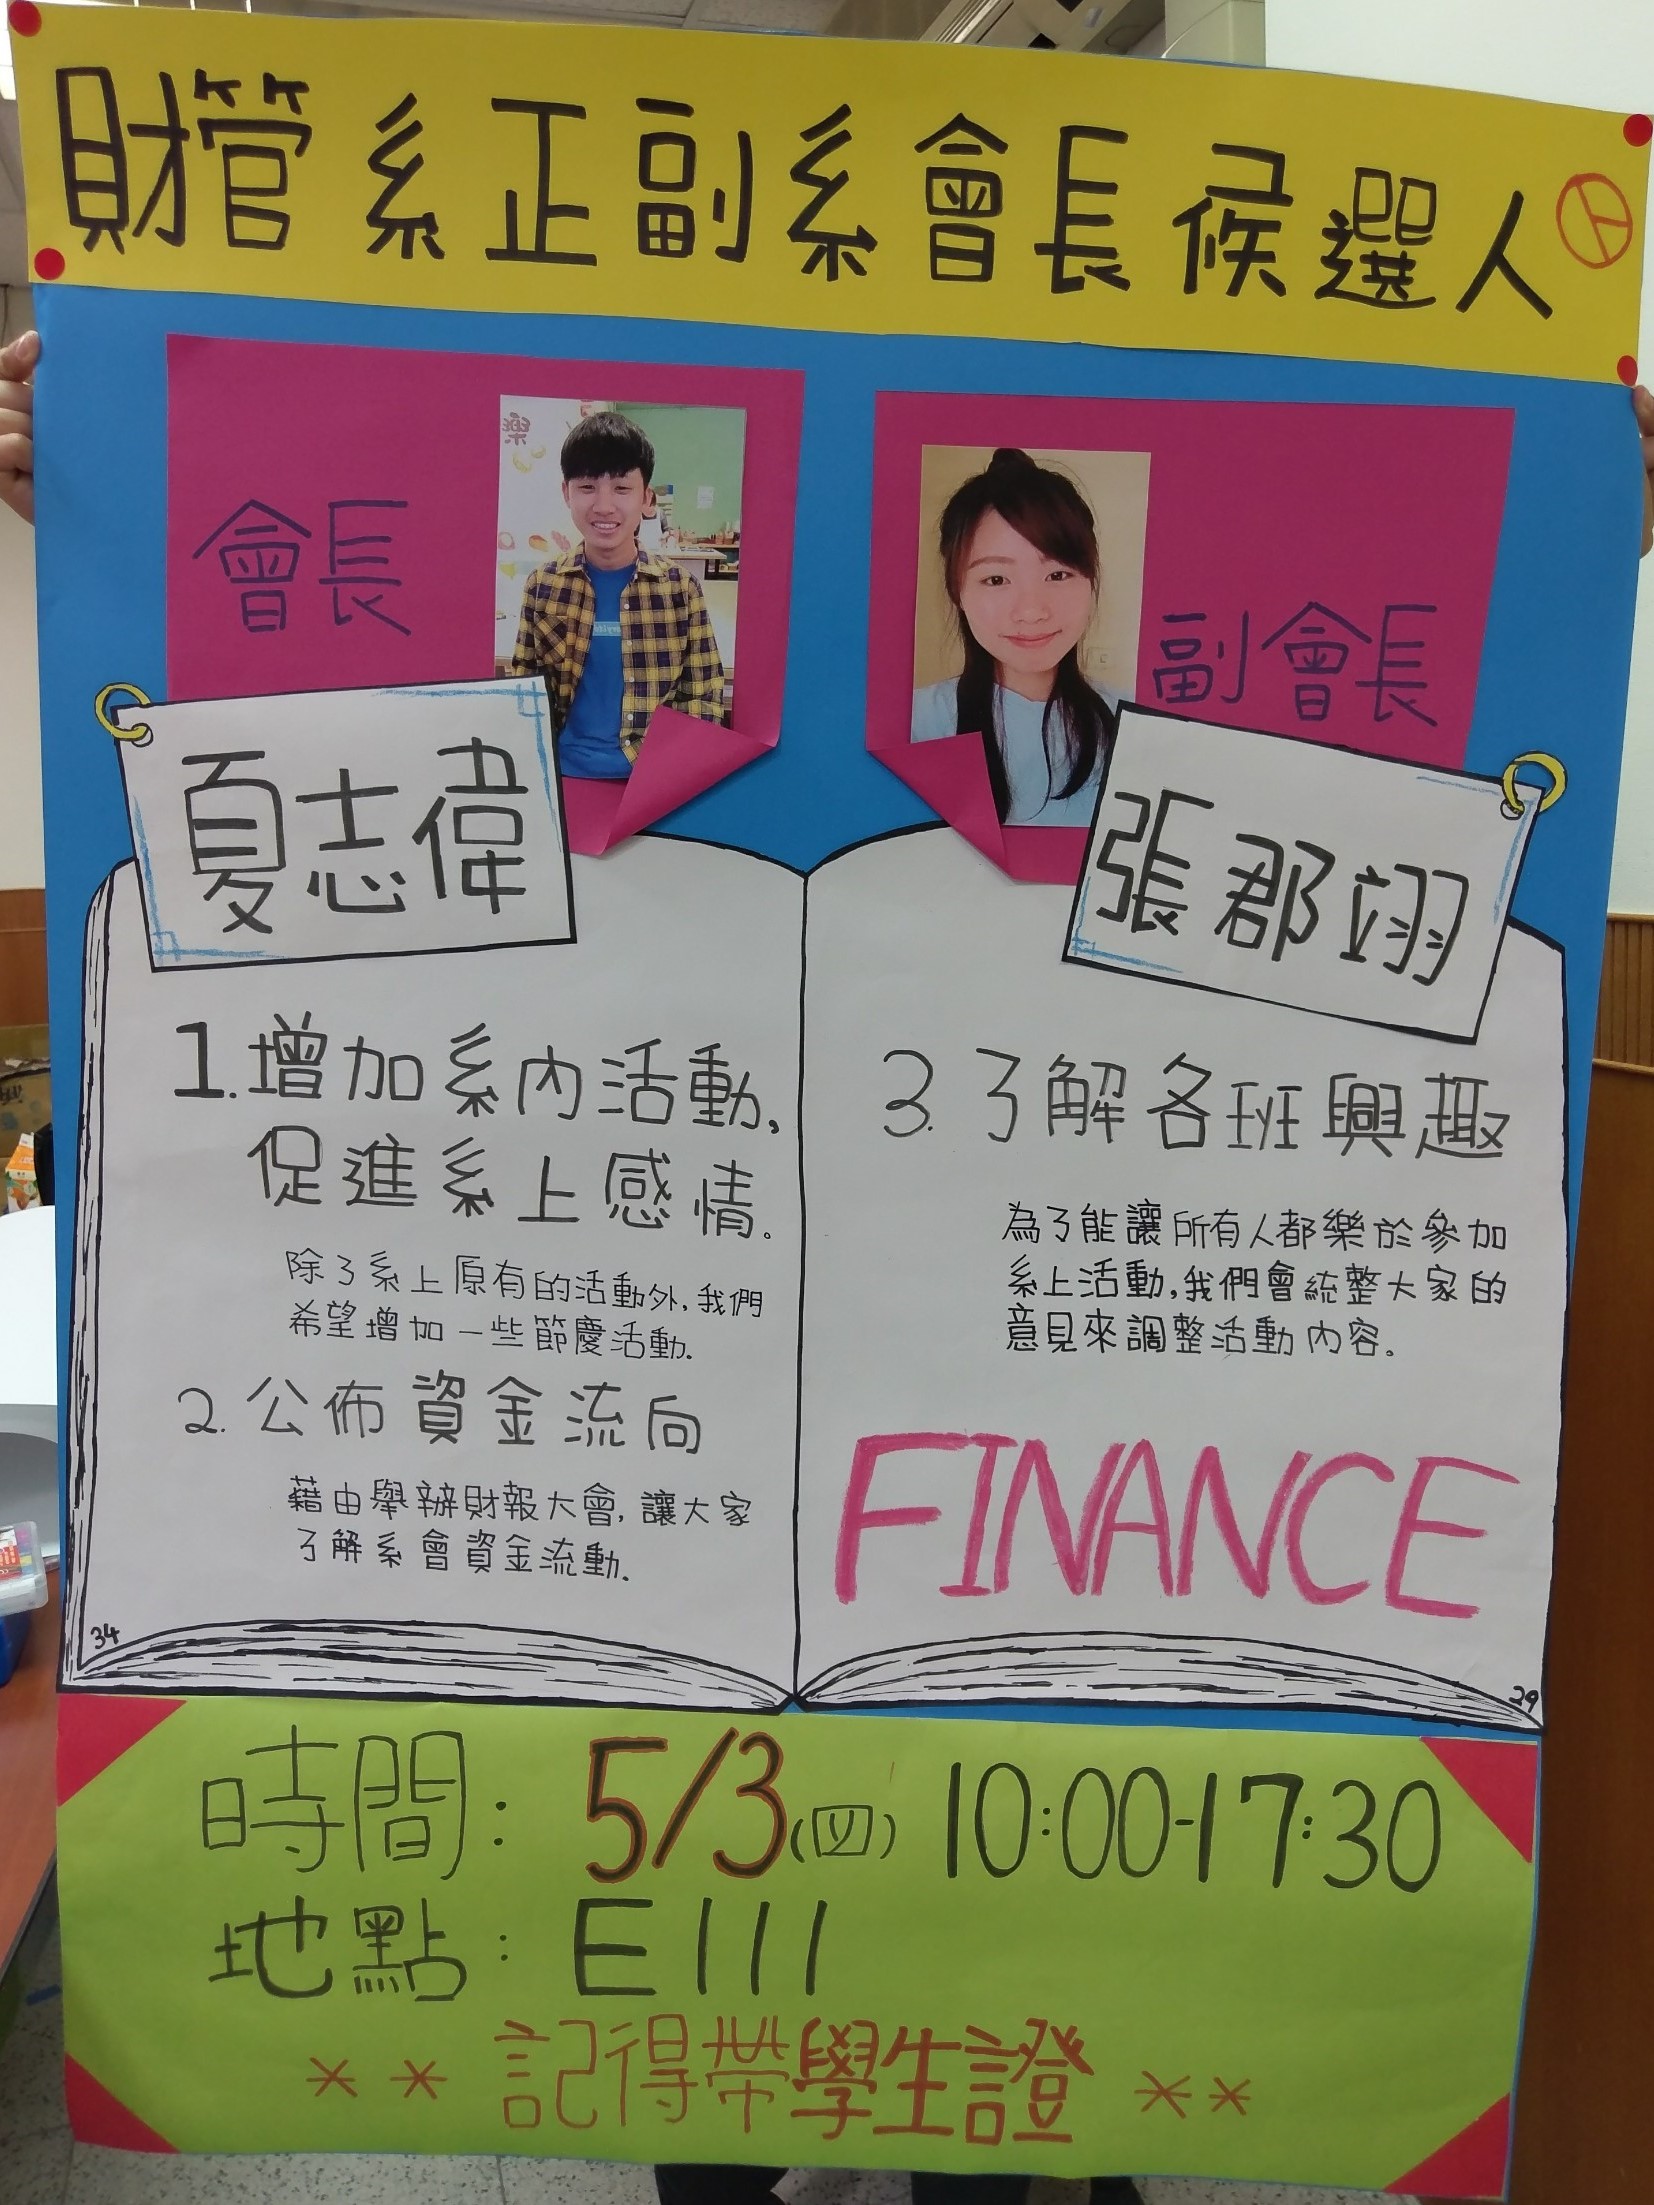 財管系正副系會長候選人
會長
副會長
夏志偉
張郡翊
1. 增加系內活動,
促進系上感情.
除了系上原有的活動外,我們
希望增加一些節慶活動.
2. 公佈資金流向
藉由舉辦財報大會,讓大家
了解系會資金流動.
34
3. 了解各班興趣
為了能讓所有人都樂於參加
系上活動,我們會統整大家的
意見來調整活動內容.
FINANCE
29
時間: 5/3(四) 10:00-17:30
地點: E111
** 記得帶學生證 **